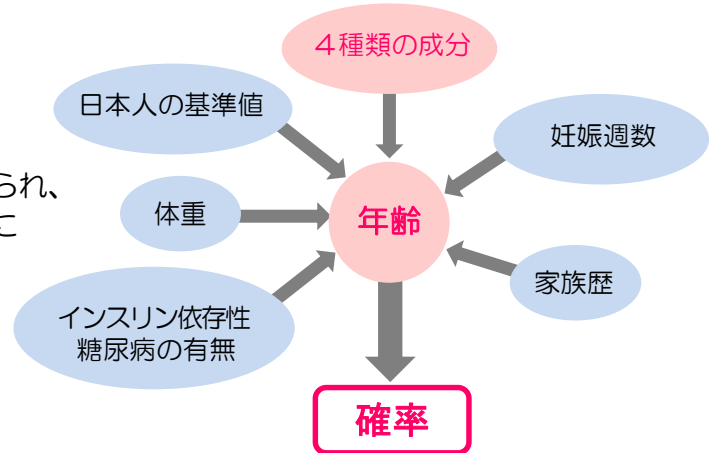 ４種類の成分
日本人の基準値
妊娠週数
られ、
に
体重
年齢
家族歴
インスリン依存性
糖尿病の有無
確率